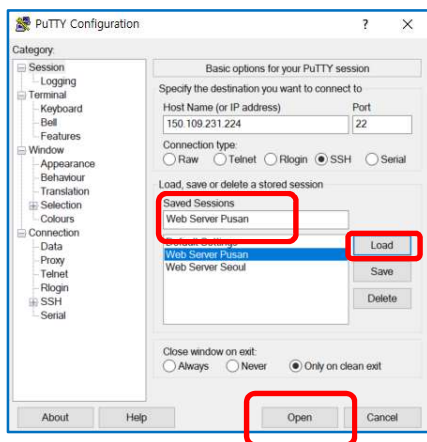 PuTTY Configuration ? ×
Category:
Session
Logging
Terminal
Keyboard
Bell
Features
Window
Appearance
Behaviour
Translation
Selection
Colours
Connection
Data
Proxy
Telnet
Rlogin
SSH
Serial
Basic options for your PuTTY session
Specify the destination you want to connect to
Host Name (or IP address) Port
150.109.231.224 22
Connection type:
Raw Telnet Rlogin SSH Serial
Load, save or delete a stored session
Saved Sessions
Web Server Pusan
Default Settings
Web Server Pusan
Web Server Seoul
Load
Save
Delete
Close window on exit:
Always Never Only on clean exit
About Help Open Cancel